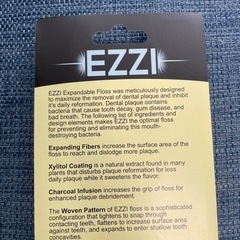 EZZI
EZZI Expandable Floss was meticulously designed
to maximize the removal of dental plaque and inhibit
it's daily reformation. Dental plaque contains
bacteria that cause tooth decay, gum disease, and
bad breath. The following list of ingredients and
design elements makes EZZI the optimal floss
for preventing and eliminating this mouth-
destroying bacteria.
Expanding Fibers increase the surface area of the
floss to reach and dislodge more plaque.
Xylitol Coating is a natural extract found in many
plants that disturbs plaque reformation for less
daily plaque while it sweetens the flavor.
Charcoal Infusion increases the grip of floss for
enhanced plaque debridement.
The Woven Pattern of EZZI floss is a sophisticated
configuration that tightens to snap through
contacting teeth, flattens to increase surface area
against teeth, and expands to enter tooth
concavities.